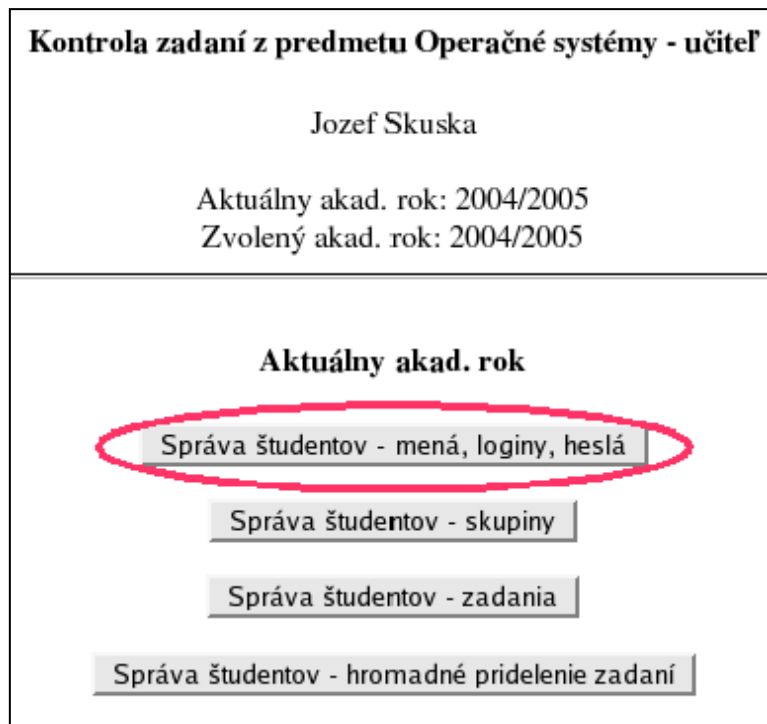 Kontrola zadaní z predmetu Operačné systémy - učiteľ
Jozef Skuska
Aktuálny akad. rok: 2004/2005
Zvolený akad. rok: 2004/2005
Aktuálny akad. rok
Správa študentov - mená, loginy, heslá
Správa študentov - skupiny
Správa študentov - zadania
Správa študentov - hromadné pridelenie zadaní